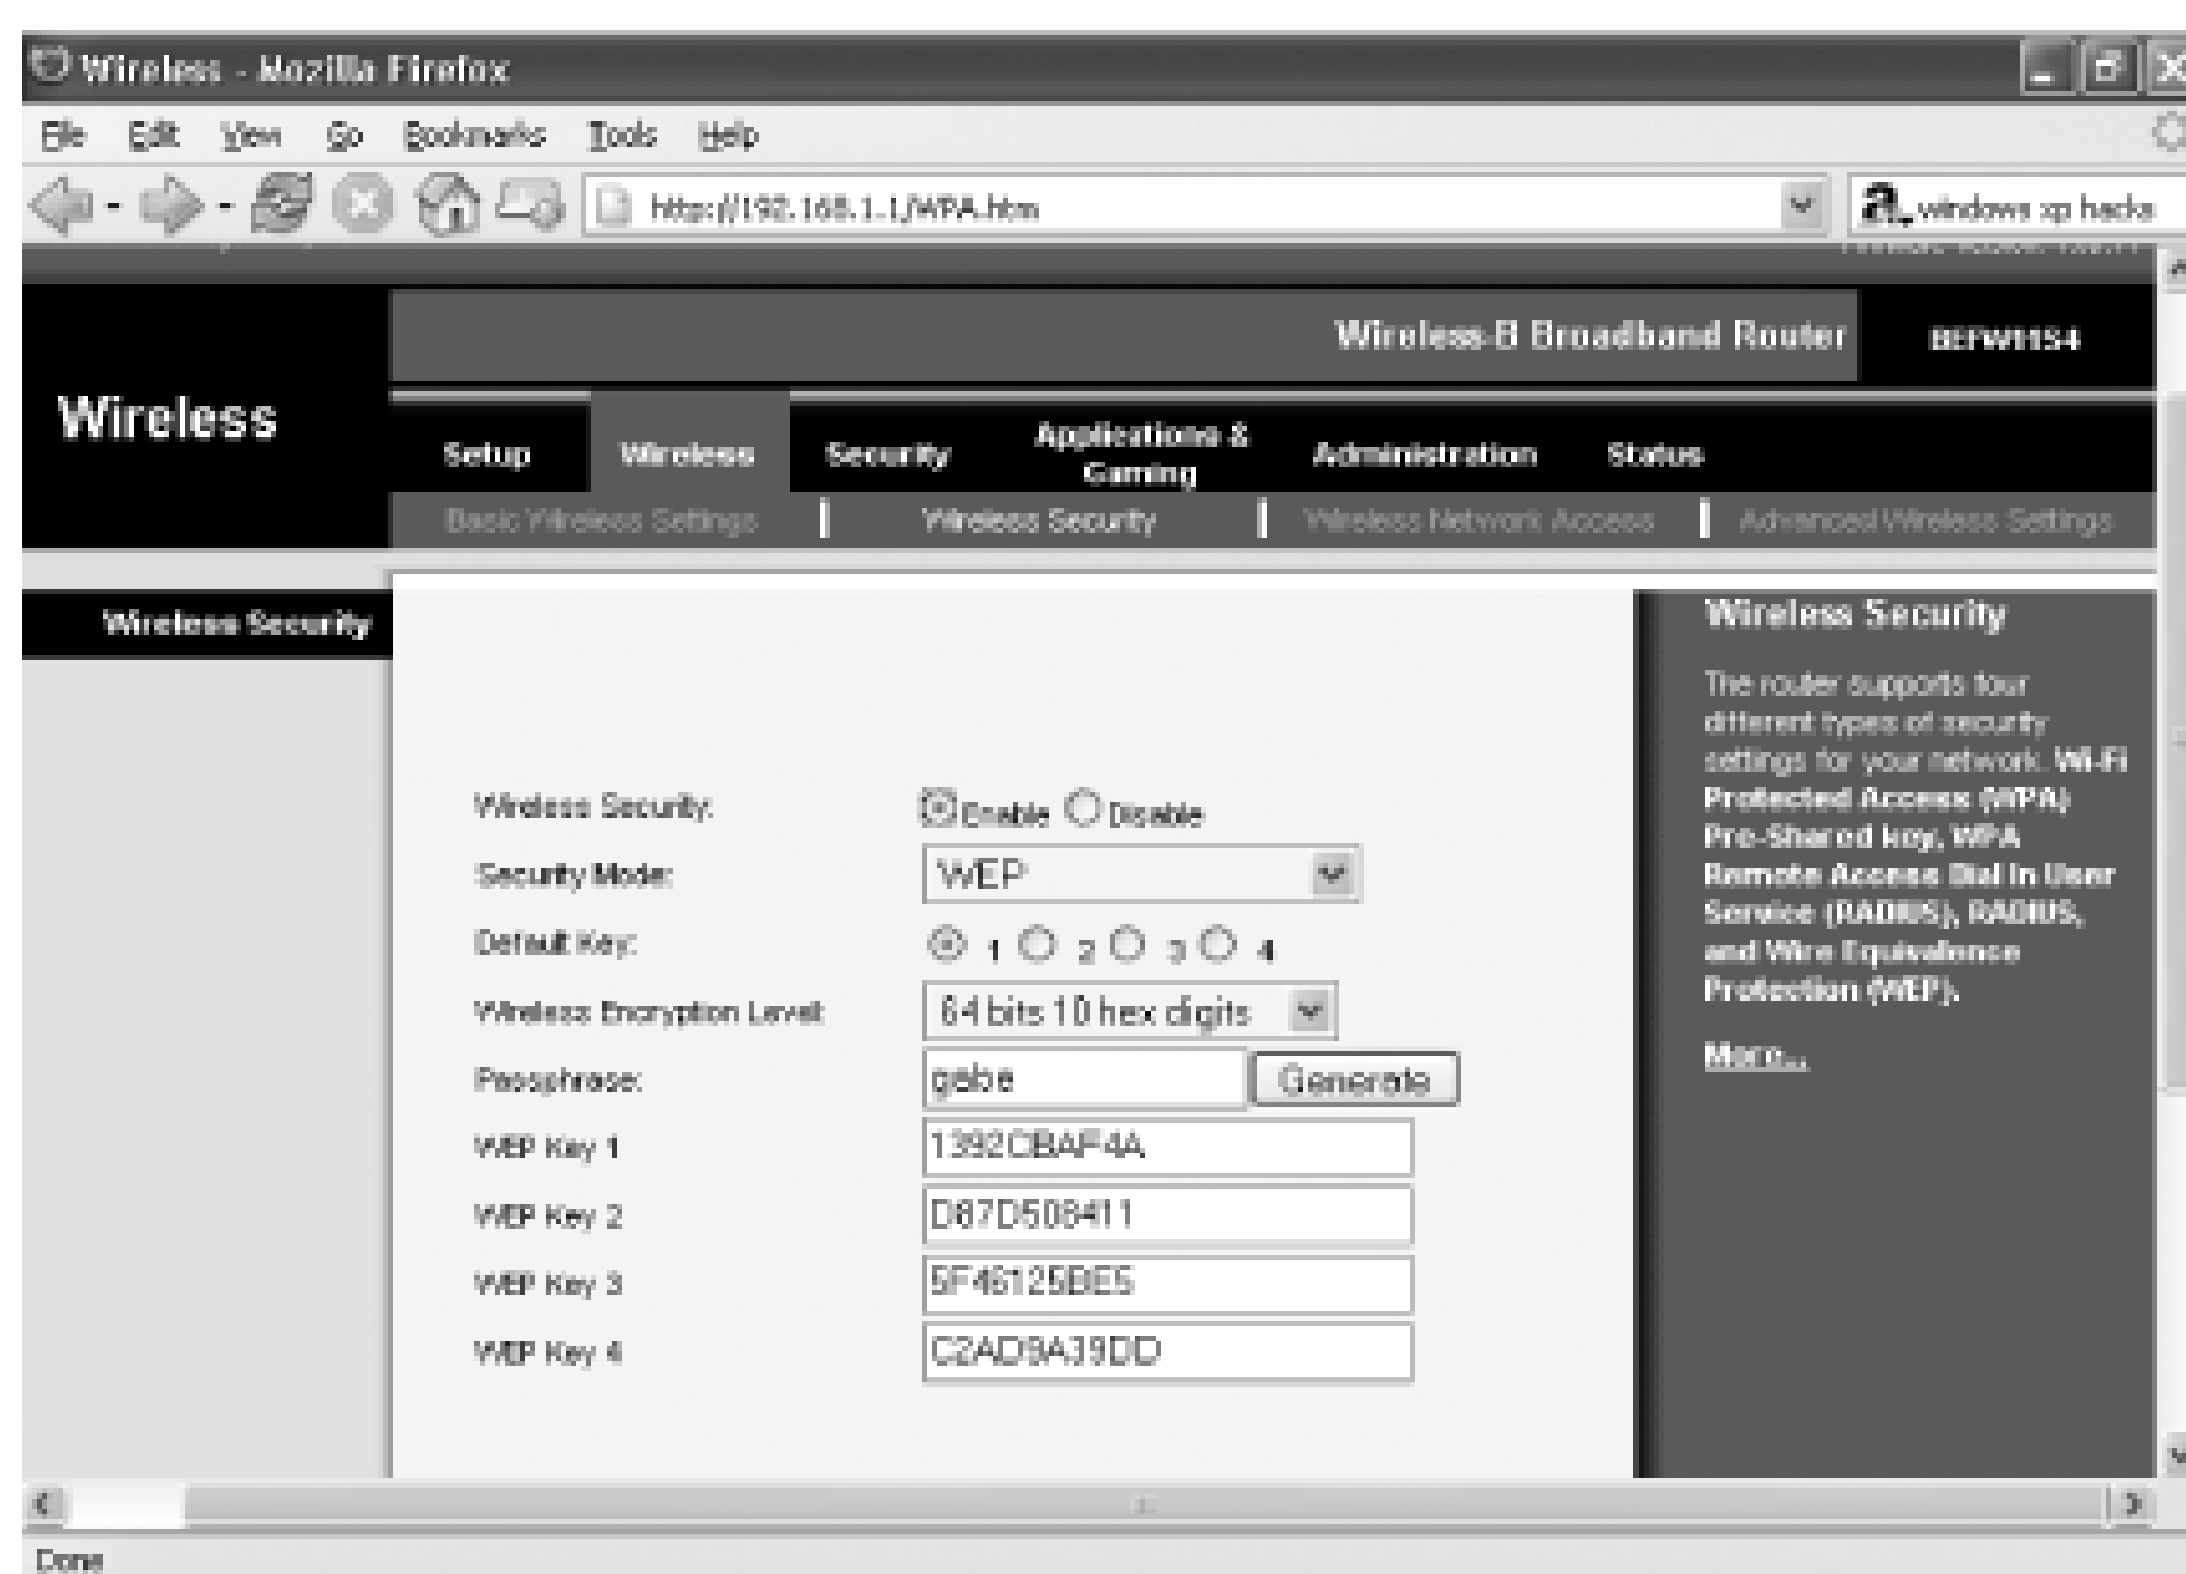 Wireless - Mozilla Firefox
File Edit View Go Bookmarks Tools Help
http://192.168.1.1/WPA.htm
windows xp hacks
Wireless-B Broadband Router BEFW11S4
Wireless
Setup Wireless Security Applications & Gaming Administration Status
Basic Wireless Settings Wireless Security Wireless Network Access Advanced Wireless Settings
Wireless Security
Wireless Security: Enable Disable
Security Mode: WEP
Default Key: 1 2 3 4
Wireless Encryption Level: 64 bits 10 hex digits
Passphrase: gabe Generate
WEP Key 1 1392CBAF4A
WEP Key 2
WEP Key 3
WEP Key 4
Wireless Security
The router supports four
different types of security
settings for your network. Wi-Fi
Protected Access (WPA)
Pre-Shared key, WPA
Remote Access Dial In User
Service (RADIUS), RADIUS,
and Wire Equivalence
Protection (WEP).
More...
Done